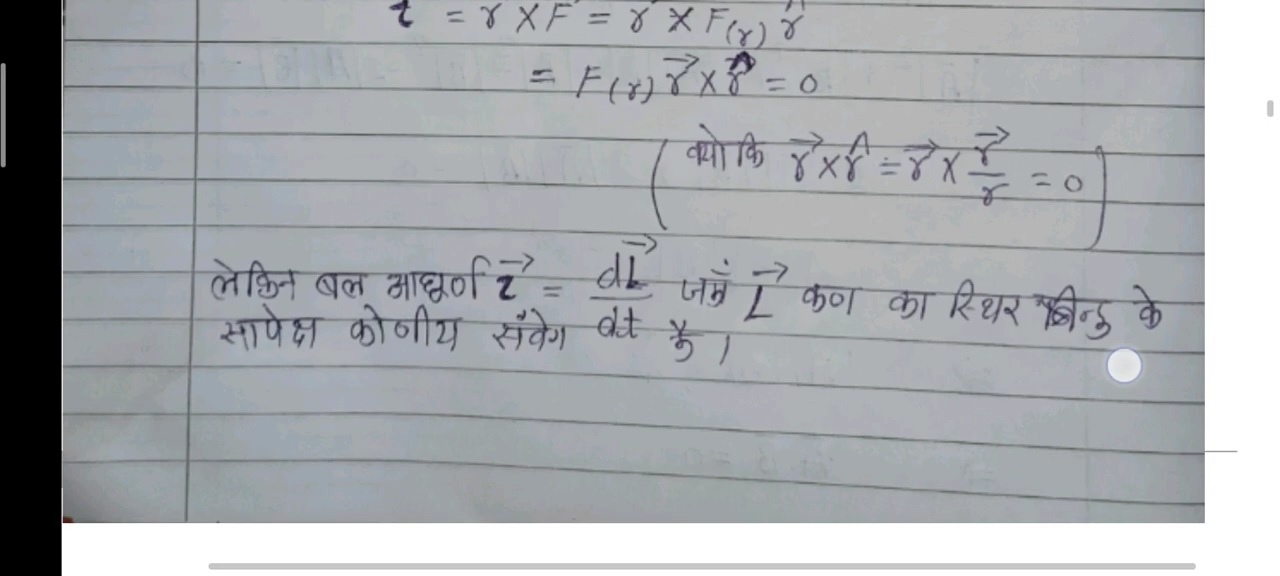 τ = r × F = r × F(r) r̂
= F(r) r⃗ × r̂ = 0
(क्योकि r⃗ × r̂ = r⃗ × r⃗/r = 0)
लेकिन बल आघूर्ण τ⃗ = dL⃗/dt जहाँ L⃗ कण का स्थिर बीन्दु के
सापेक्ष कोणीय संवेग है।